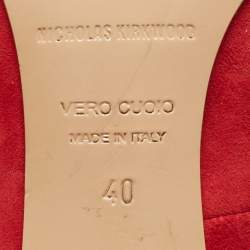 NICHOLAS KIRKWOOD
VERO CUOIO
MADE IN ITALY
40